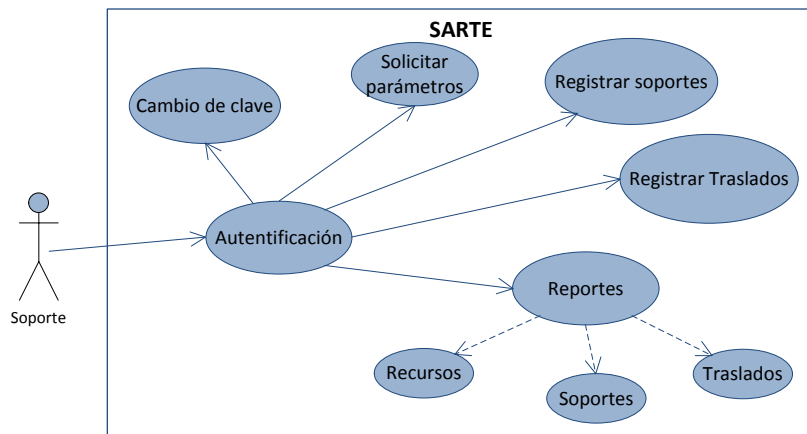 SARTE
Solicitar
parámetros
Registrar soportes
Cambio de clave
Registrar Traslados
Autentificación
Reportes
Soporte
Recursos
Soportes
Traslados